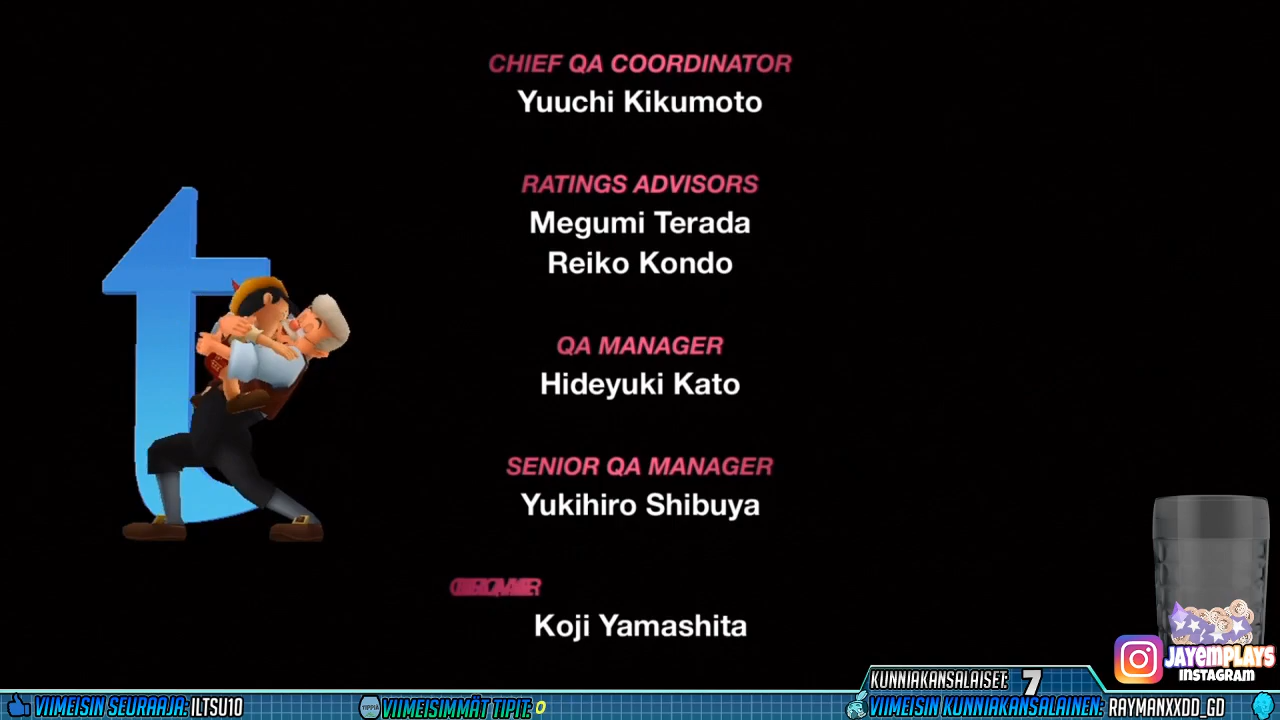 CHIEF QA COORDINATOR
Yuuchi Kikumoto
RATINGS ADVISORS
Megumi Terada
Reiko Kondo
QA MANAGER
Hideyuki Kato
SENIOR QA MANAGER
Yukihiro Shibuya
Koji Yamashita
t
JAYEMPLAYS
INSTAGRAM
KUNNIAKANSALAISET: 7
VIIMEISIN SEURAAJA: ILTSU10
YIPPIA VIIMEISIMMÄT TIPIT: 0
VIIMEISIN KUNNIAKANSALAINEN: RAYMANXXDD_GD